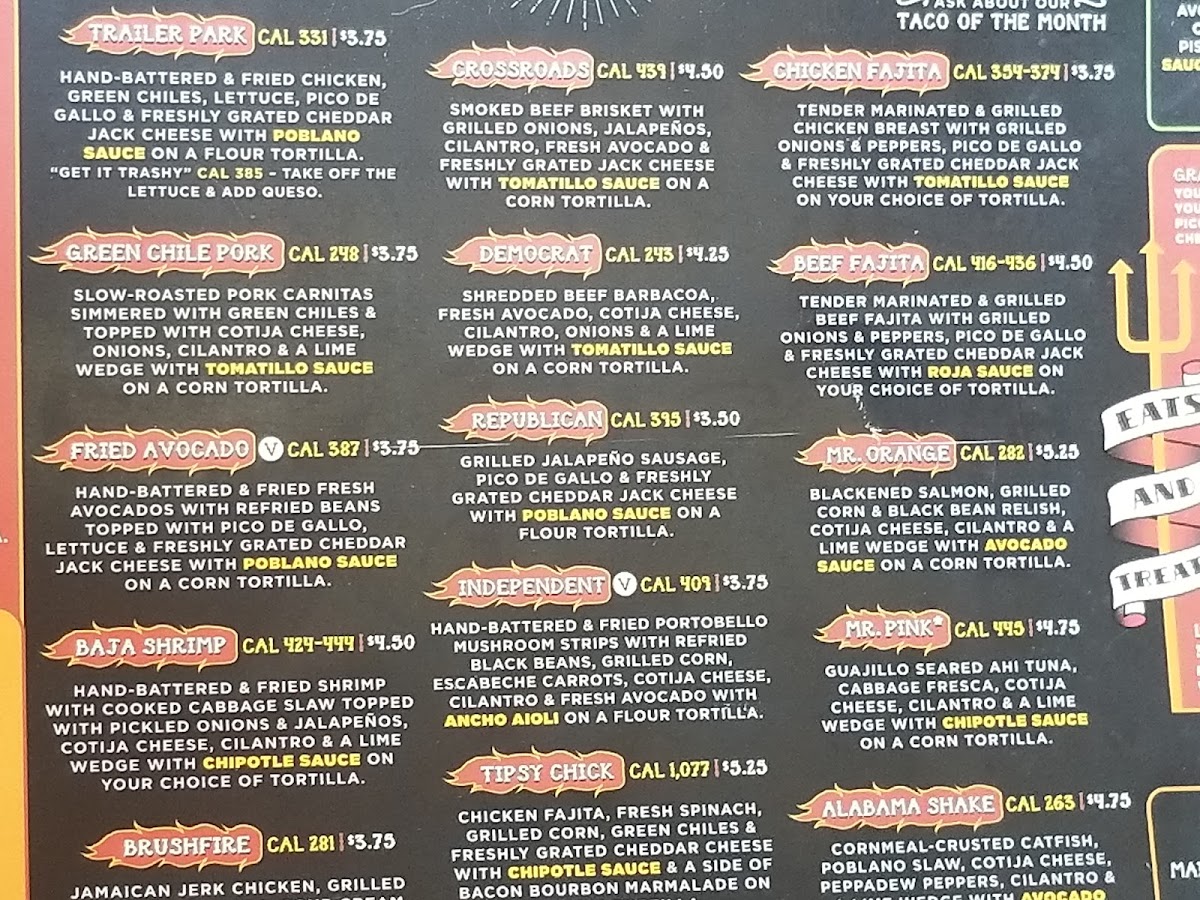 TRAILER PARK CAL 331 | $3.75
HAND-BATTERED & FRIED CHICKEN,
GREEN CHILES, LETTUCE, PICO DE
GALLO & FRESHLY GRATED CHEDDAR
JACK CHEESE WITH POBLANO
SAUCE ON A FLOUR TORTILLA.
"GET IT TRASHY" CAL 385 - TAKE OFF THE
LETTUCE & ADD QUESO.
GREEN CHILE PORK CAL 248 | $3.75
SLOW-ROASTED PORK CARNITAS
SIMMERED WITH GREEN CHILES &
TOPPED WITH COTIJA CHEESE,
ONIONS, CILANTRO & A LIME
WEDGE WITH TOMATILLO SAUCE
ON A CORN TORTILLA.
FRIED AVOCADO V CAL 387 | $3.75
HAND-BATTERED & FRIED FRESH
AVOCADOS WITH REFRIED BEANS
TOPPED WITH PICO DE GALLO,
LETTUCE & FRESHLY GRATED CHEDDAR
JACK CHEESE WITH POBLANO SAUCE
ON A CORN TORTILLA.
BAJA SHRIMP CAL 424-444 | $4.50
HAND-BATTERED & FRIED SHRIMP
WITH COOKED CABBAGE SLAW TOPPED
WITH PICKLED ONIONS & JALAPEÑOS,
COTIJA CHEESE, CILANTRO & A LIME
WEDGE WITH CHIPOTLE SAUCE ON
YOUR CHOICE OF TORTILLA.
BRUSHFIRE CAL 281 | $3.75
JAMAICAN JERK CHICKEN, GRILLED
CROSSROADS CAL 439 | $4.50
SMOKED BEEF BRISKET WITH
GRILLED ONIONS, JALAPEÑOS,
CILANTRO, FRESH AVOCADO &
FRESHLY GRATED JACK CHEESE
WITH TOMATILLO SAUCE ON A
CORN TORTILLA.
DEMOCRAT CAL 243 | $4.25
SHREDDED BEEF BARBACOA,
FRESH AVOCADO, COTIJA CHEESE,
CILANTRO, ONIONS & A LIME
WEDGE WITH TOMATILLO SAUCE
ON A CORN TORTILLA.
REPUBLICAN CAL 395 | $3.50
GRILLED JALAPEÑO SAUSAGE,
PICO DE GALLO & FRESHLY
GRATED CHEDDAR JACK CHEESE
WITH POBLANO SAUCE ON A
FLOUR TORTILLA.
INDEPENDENT V CAL 409 | $3.75
HAND-BATTERED & FRIED PORTOBELLO
MUSHROOM STRIPS WITH REFRIED
BLACK BEANS, GRILLED CORN,
ESCABECHE CARROTS, COTIJA CHEESE,
CILANTRO & FRESH AVOCADO WITH
ANCHO AIOLI ON A FLOUR TORTILLA.
TIPSY CHICK CAL 1,077 | $5.25
CHICKEN FAJITA, FRESH SPINACH,
GRILLED CORN, GREEN CHILES &
FRESHLY GRATED CHEDDAR CHEESE
WITH CHIPOTLE SAUCE & A SIDE OF
BACON BOURBON MARMALADE ON
ASK ABOUT OUR
TACO OF THE MONTH
CHICKEN FAJITA CAL 354-374 | $3.75
TENDER MARINATED & GRILLED
CHICKEN BREAST WITH GRILLED
ONIONS & PEPPERS, PICO DE GALLO
& FRESHLY GRATED CHEDDAR JACK
CHEESE WITH TOMATILLO SAUCE
ON YOUR CHOICE OF TORTILLA.
BEEF FAJITA CAL 416-436 | $4.50
TENDER MARINATED & GRILLED
BEEF FAJITA WITH GRILLED
ONIONS & PEPPERS, PICO DE GALLO
& FRESHLY GRATED CHEDDAR JACK
CHEESE WITH ROJA SAUCE ON
YOUR CHOICE OF TORTILLA.
MR. ORANGE CAL 282 | $5.25
BLACKENED SALMON, GRILLED
CORN & BLACK BEAN RELISH,
COTIJA CHEESE, CILANTRO & A
LIME WEDGE WITH AVOCADO
SAUCE ON A CORN TORTILLA.
MR. PINK* CAL 445 | $4.75
GUAJILLO SEARED AHI TUNA,
CABBAGE FRESCA, COTIJA
CHEESE, CILANTRO & A LIME
WEDGE WITH CHIPOTLE SAUCE
ON A CORN TORTILLA.
ALABAMA SHAKE CAL 263 | $4.75
CORNMEAL-CRUSTED CATFISH,
POBLANO SLAW, COTIJA CHEESE,
PEPPADEW PEPPERS, CILANTRO &
A LIME WEDGE WITH AVOCADO
EATS
AND
TREAT